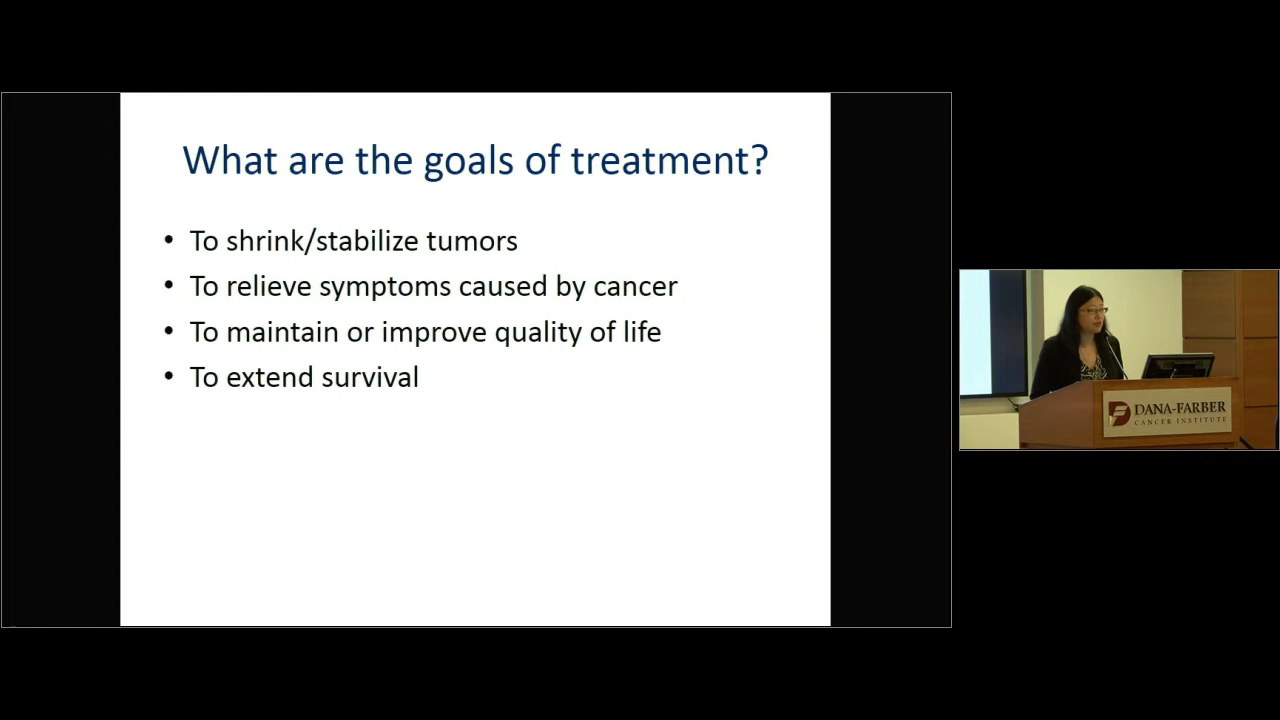 What are the goals of treatment?
• To shrink/stabilize tumors
• To relieve symptoms caused by cancer
• To maintain or improve quality of life
• To extend survival
DANA-FARBER
CANCER INSTITUTE